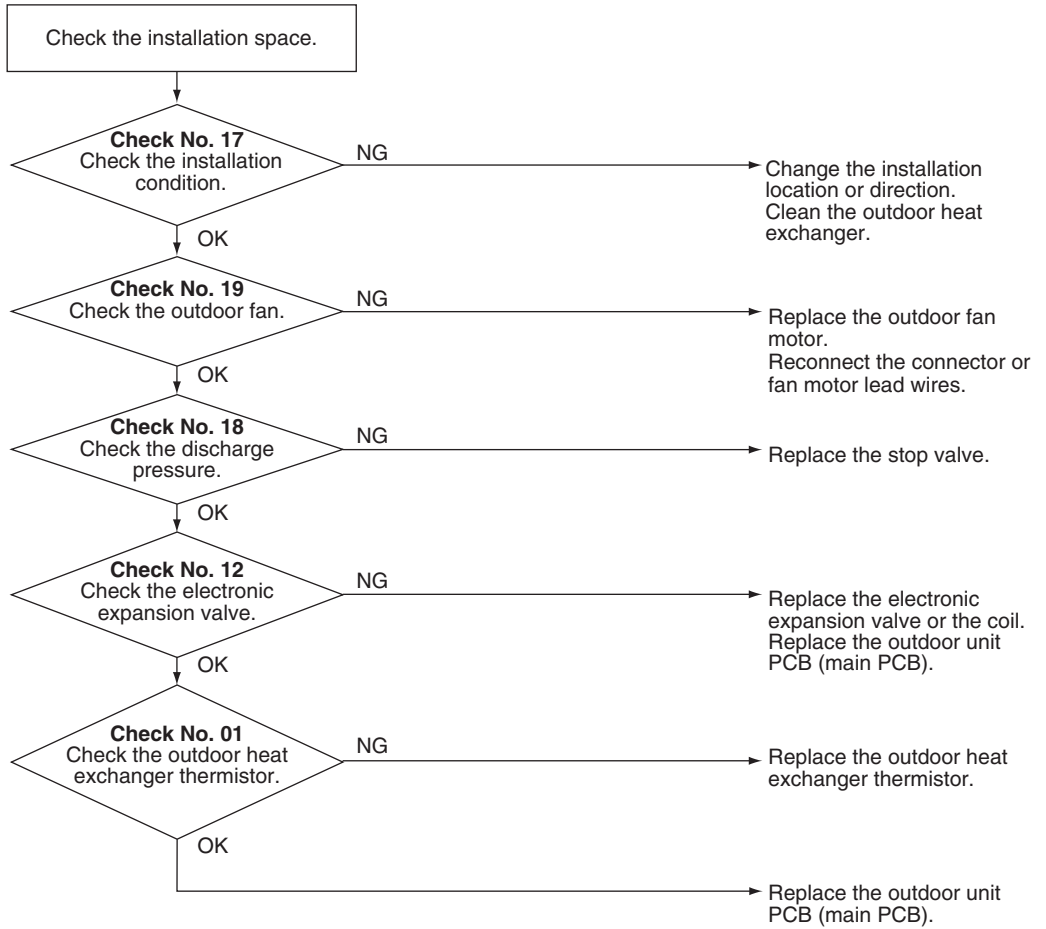 Check the installation space.
Check No. 17
Check the installation
condition.
NG
Change the installation
location or direction.
Clean the outdoor heat
exchanger.
OK
Check No. 19
Check the outdoor fan.
NG
Replace the outdoor fan
motor.
Reconnect the connector or
fan motor lead wires.
OK
Check No. 18
Check the discharge
pressure.
NG
Replace the stop valve.
OK
Check No. 12
Check the electronic
expansion valve.
NG
Replace the electronic
expansion valve or the coil.
Replace the outdoor unit
PCB (main PCB).
OK
Check No. 01
Check the outdoor heat
exchanger thermistor.
NG
Replace the outdoor heat
exchanger thermistor.
OK
Replace the outdoor unit
PCB (main PCB).